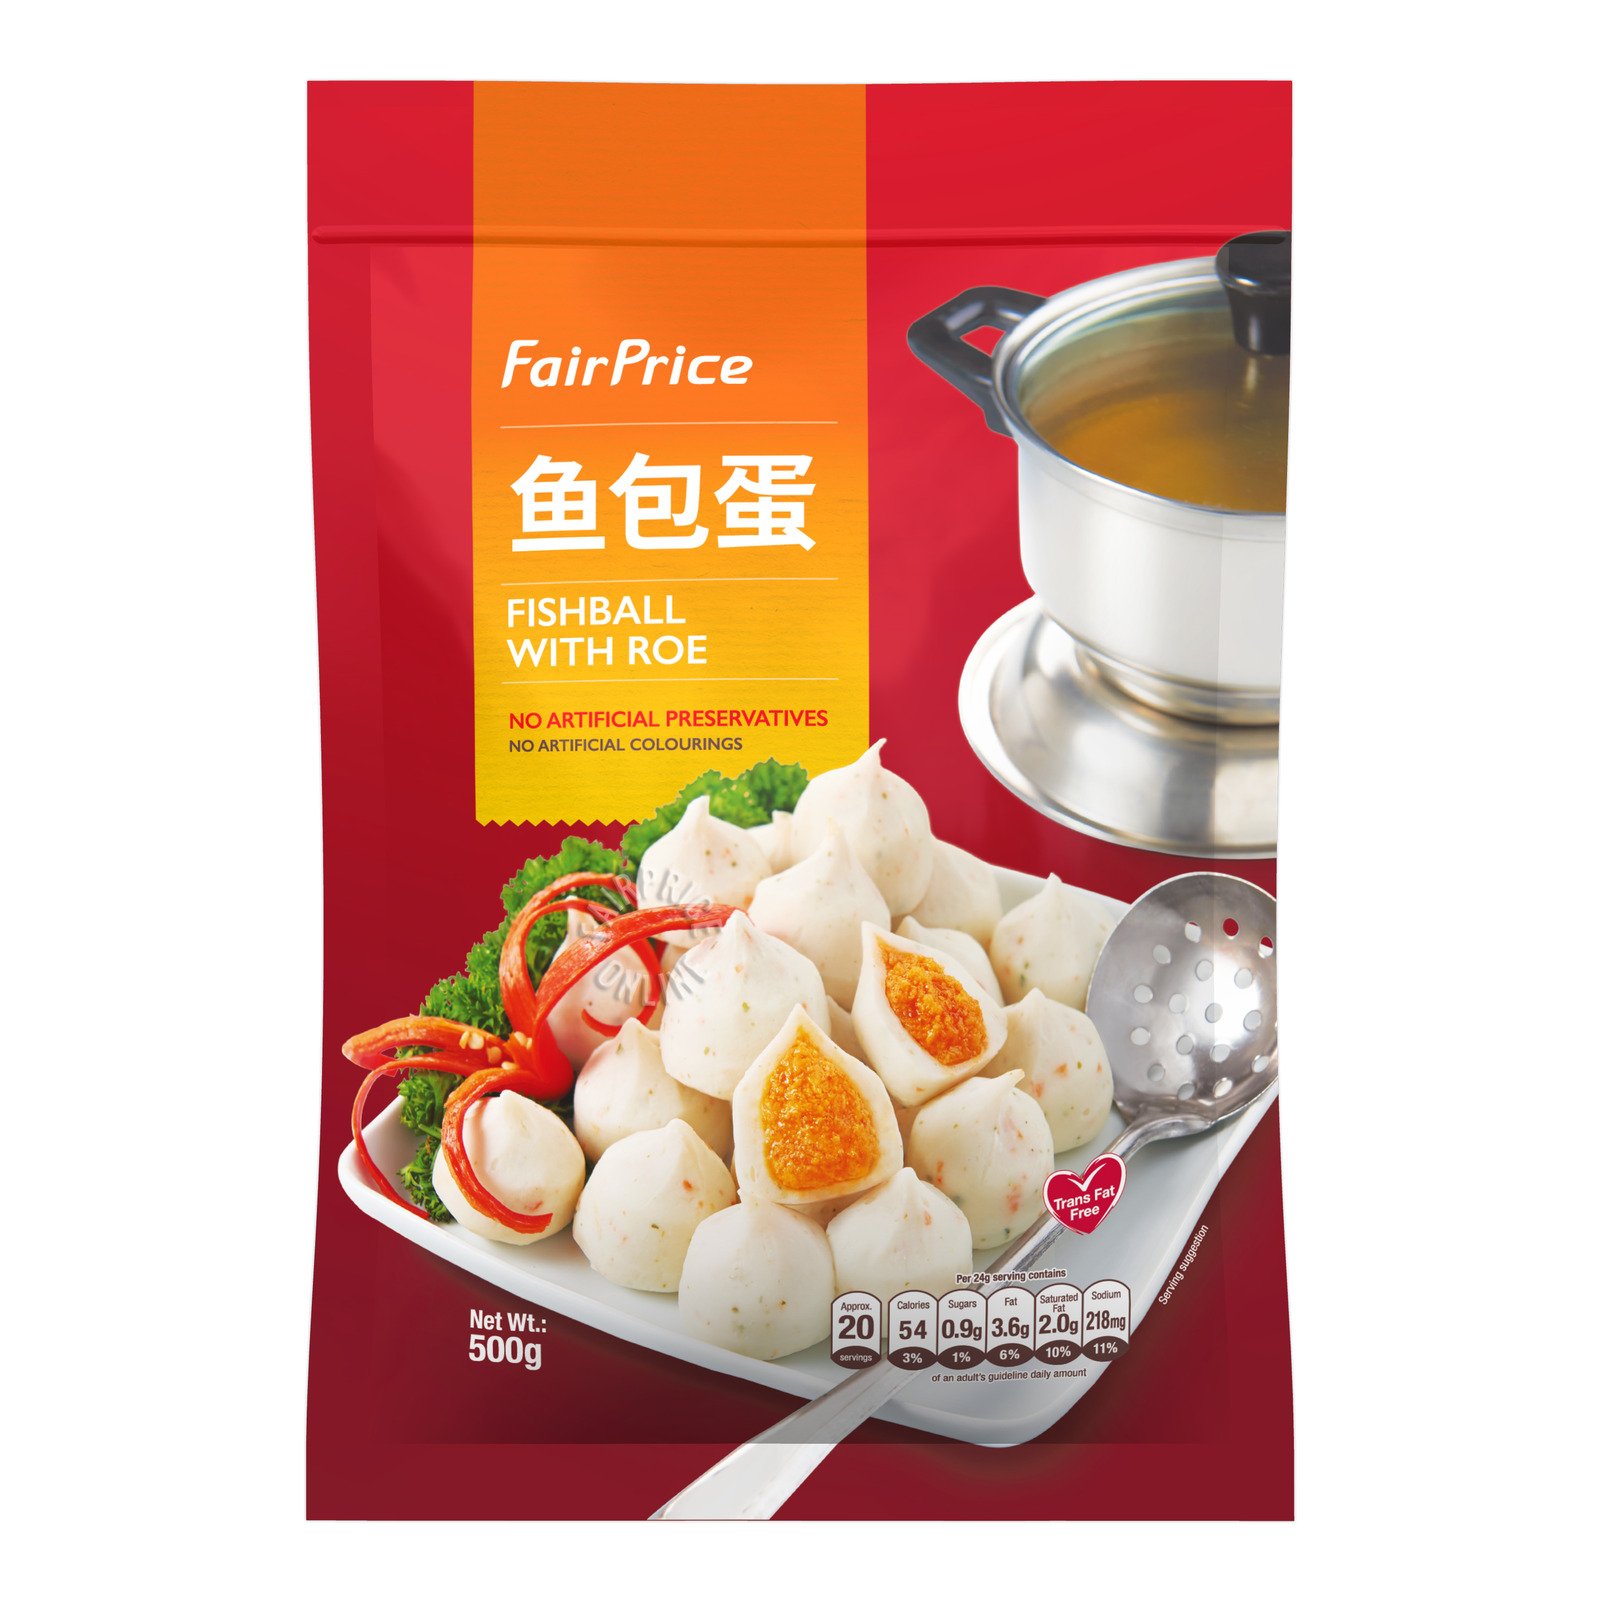 FairPrice
鱼包蛋
FISHBALL
WITH ROE
NO ARTIFICIAL PRESERVATIVES
NO ARTIFICIAL COLOURINGS
FAIRPRICE
ONLINE
Trans Fat
Free
Serving suggestion
Net Wt.:
500g
Per 24g serving contains
Approx. 20 servings
Calories 54 3%
Sugars 0.9g 1%
Fat 3.6g 6%
Saturated Fat 2.0g 10%
Sodium 218mg 11%
of an adult's guideline daily amount